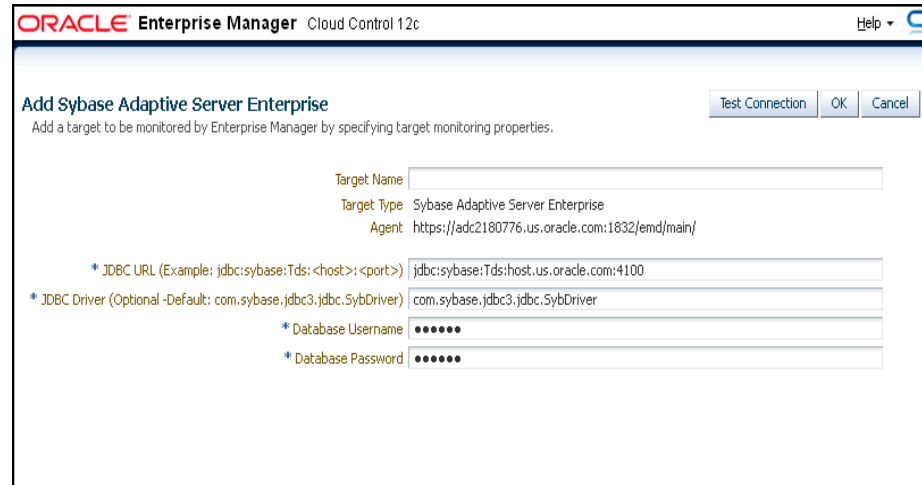 ORACLE Enterprise Manager Cloud Control 12c
Help
Add Sybase Adaptive Server Enterprise
Test Connection OK Cancel
Add a target to be monitored by Enterprise Manager by specifying target monitoring properties.
Target Name
Target Type Sybase Adaptive Server Enterprise
Agent https://adc2180776.us.oracle.com:1832/emd/main/
* JDBC URL (Example: jdbc:sybase:Tds:<host>:<port>) jdbc:sybase:Tds:host.us.oracle.com:4100
* JDBC Driver (Optional -Default: com.sybase.jdbc3.jdbc.SybDriver) com.sybase.jdbc3.jdbc.SybDriver
* Database Username ●●●●●●
* Database Password ●●●●●●